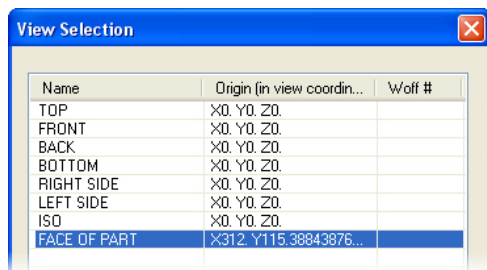 View Selection
Name Origin (in view coordin... Woff #
TOP X0. Y0. Z0.
FRONT X0. Y0. Z0.
BACK X0. Y0. Z0.
BOTTOM X0. Y0. Z0.
RIGHT SIDE X0. Y0. Z0.
LEFT SIDE X0. Y0. Z0.
ISO X0. Y0. Z0.
FACE OF PART X312. Y115.38843876...